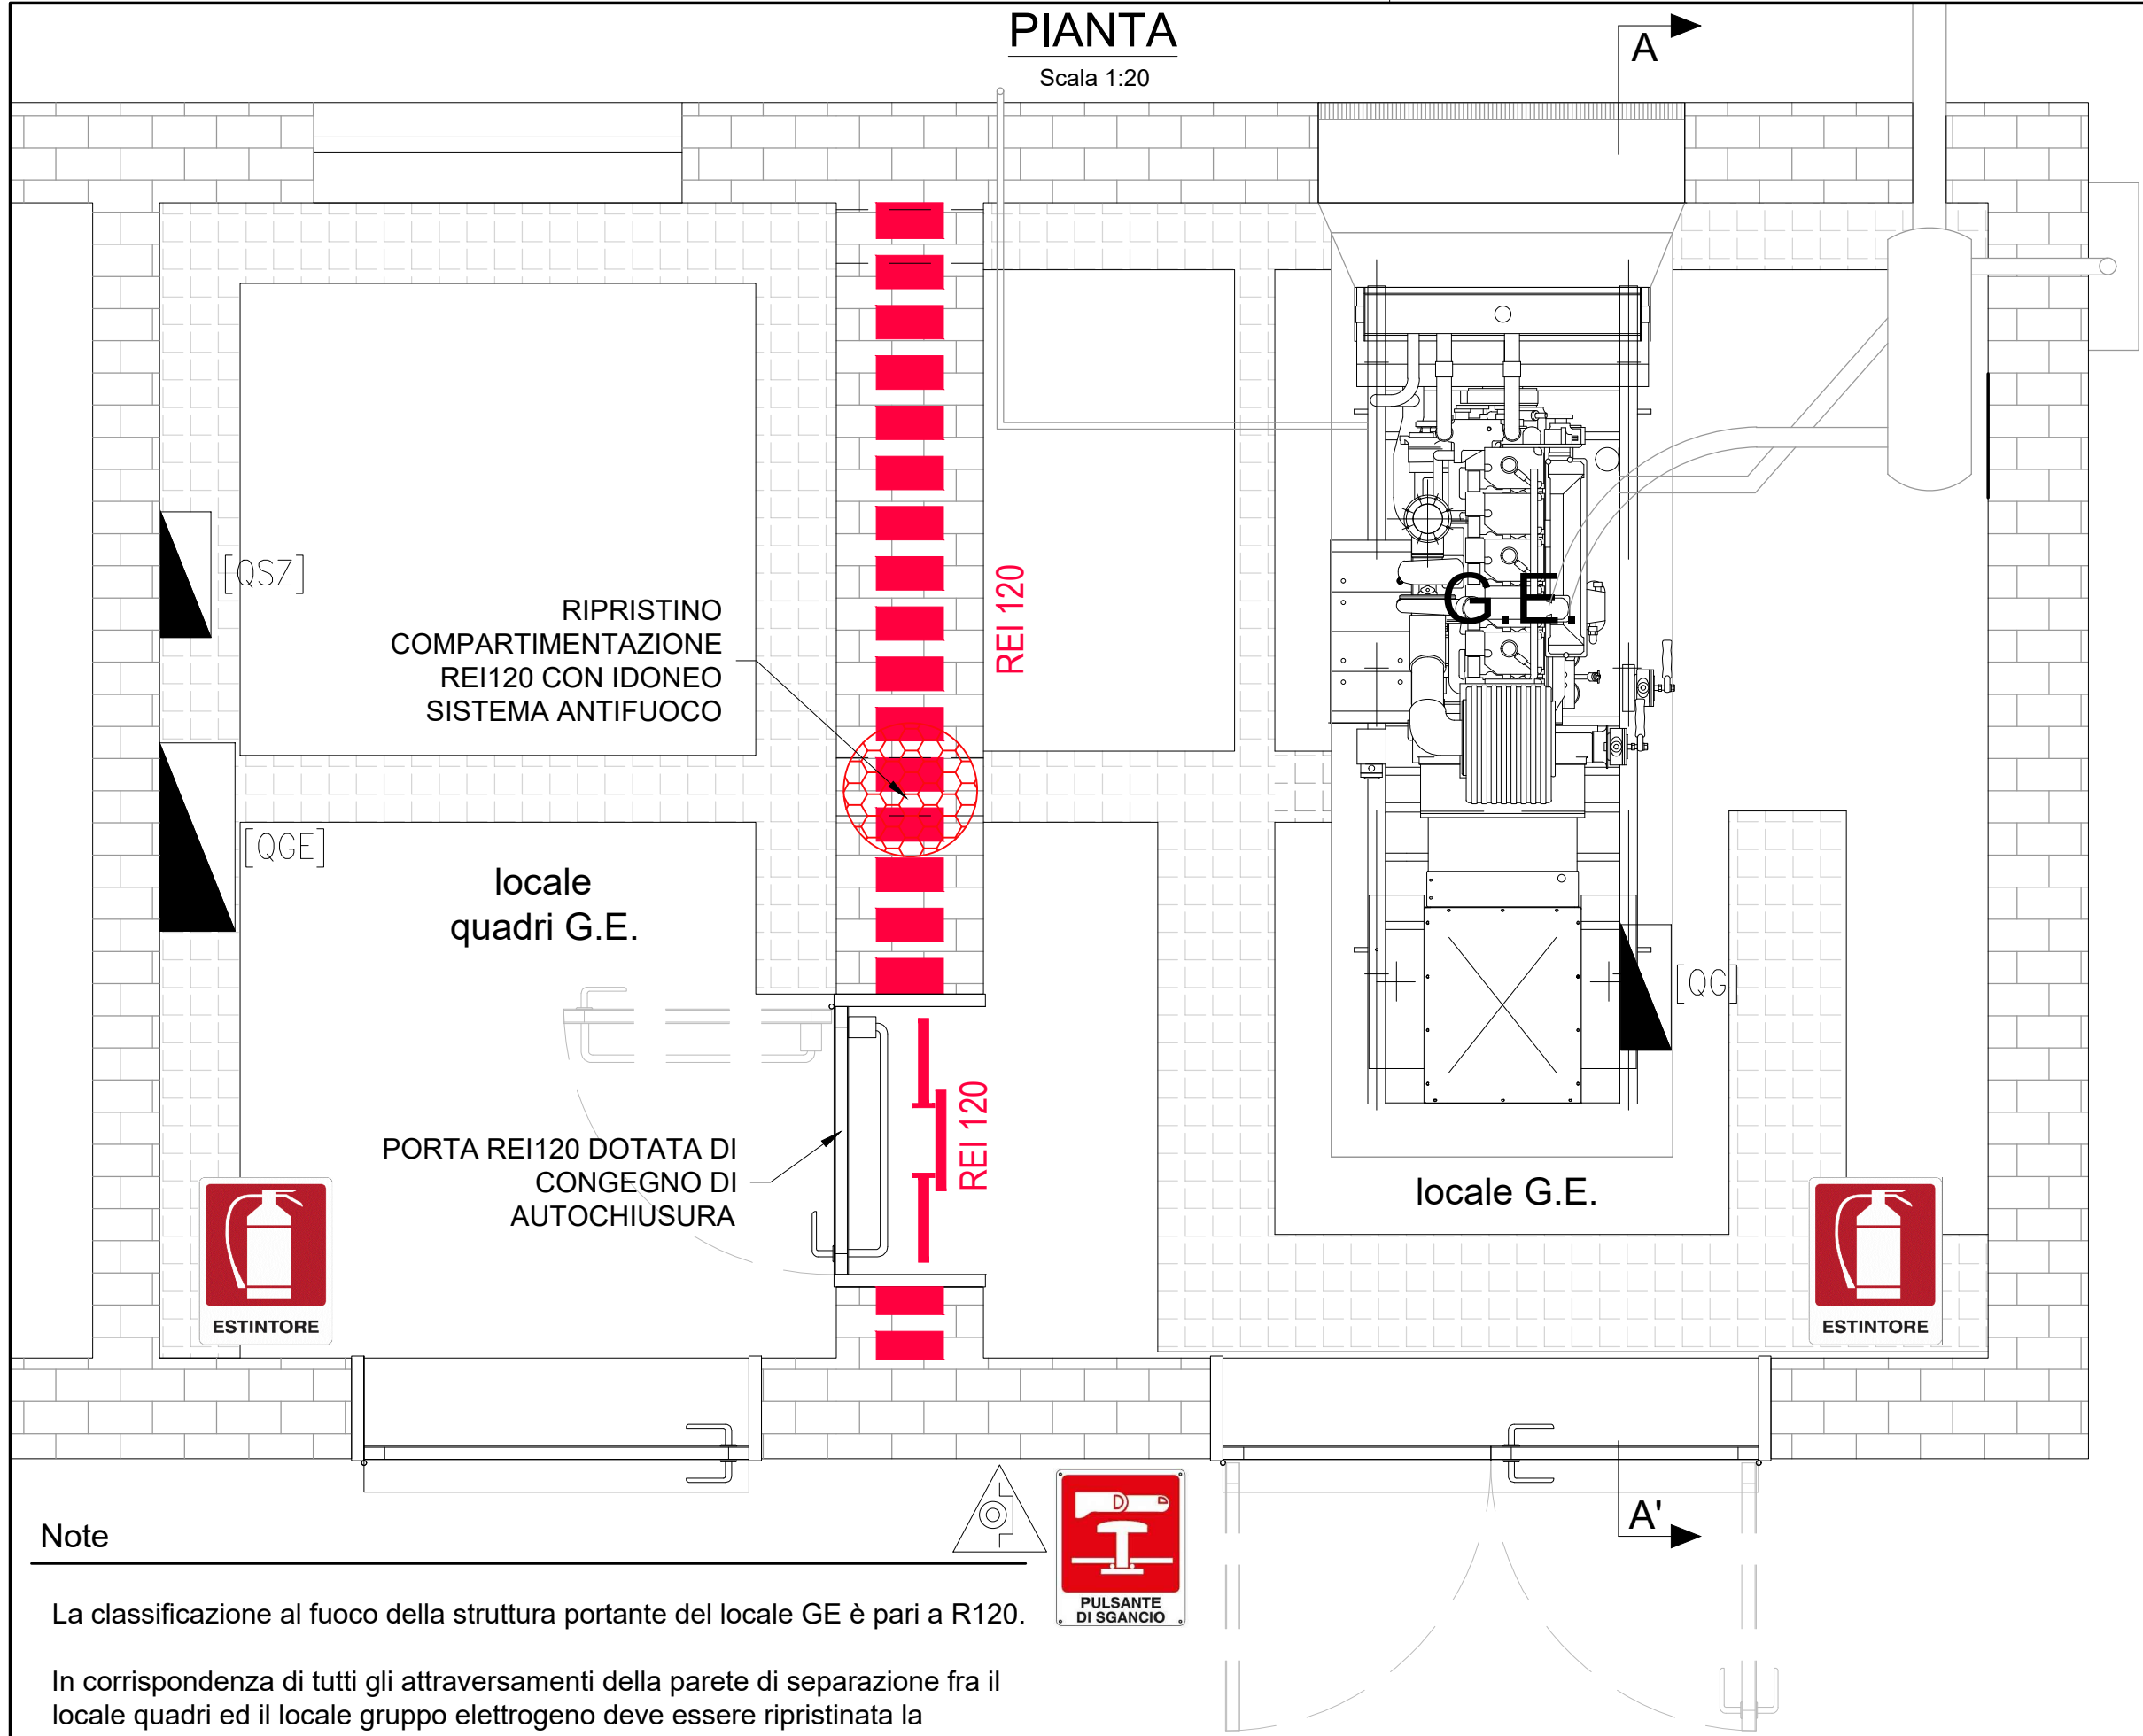 PIANTA
Scala 1:20
A
[QSZ]
RIPRISTINO
COMPARTIMENTAZIONE
REI120 CON IDONEO
SISTEMA ANTIFUOCO
REI 120
G.E.
[QGE]
locale
quadri G.E.
[QG]
PORTA REI120 DOTATA DI
CONGEGNO DI
AUTOCHIUSURA
REI 120
locale G.E.
ESTINTORE
ESTINTORE
A'
Note
PULSANTE
DI SGANCIO
La classificazione al fuoco della struttura portante del locale GE è pari a R120.
In corrispondenza di tutti gli attraversamenti della parete di separazione fra il
locale quadri ed il locale gruppo elettrogeno deve essere ripristinata la